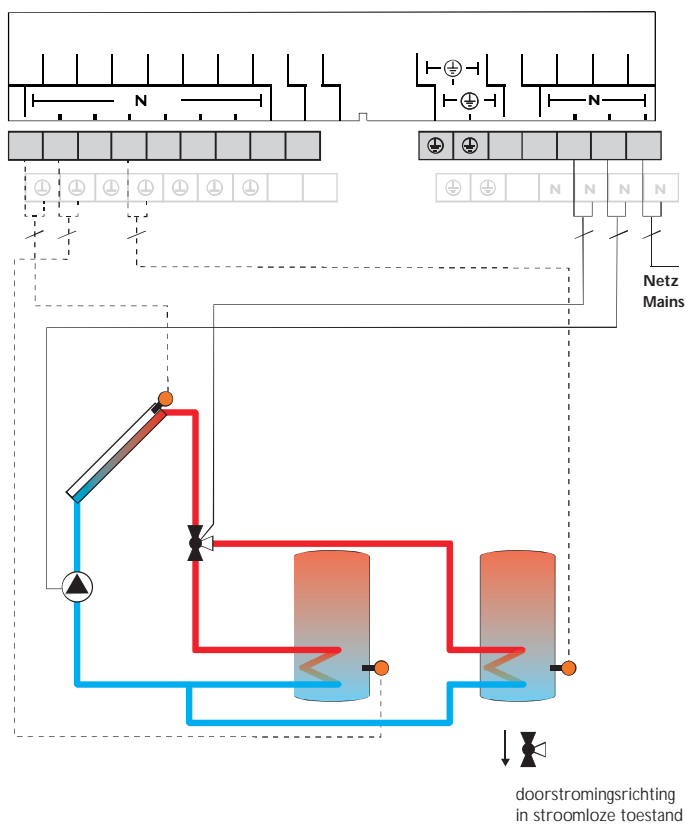 N
N
N N N N
Netz
Mains
doorstromingsrichting
in stroomloze toestand